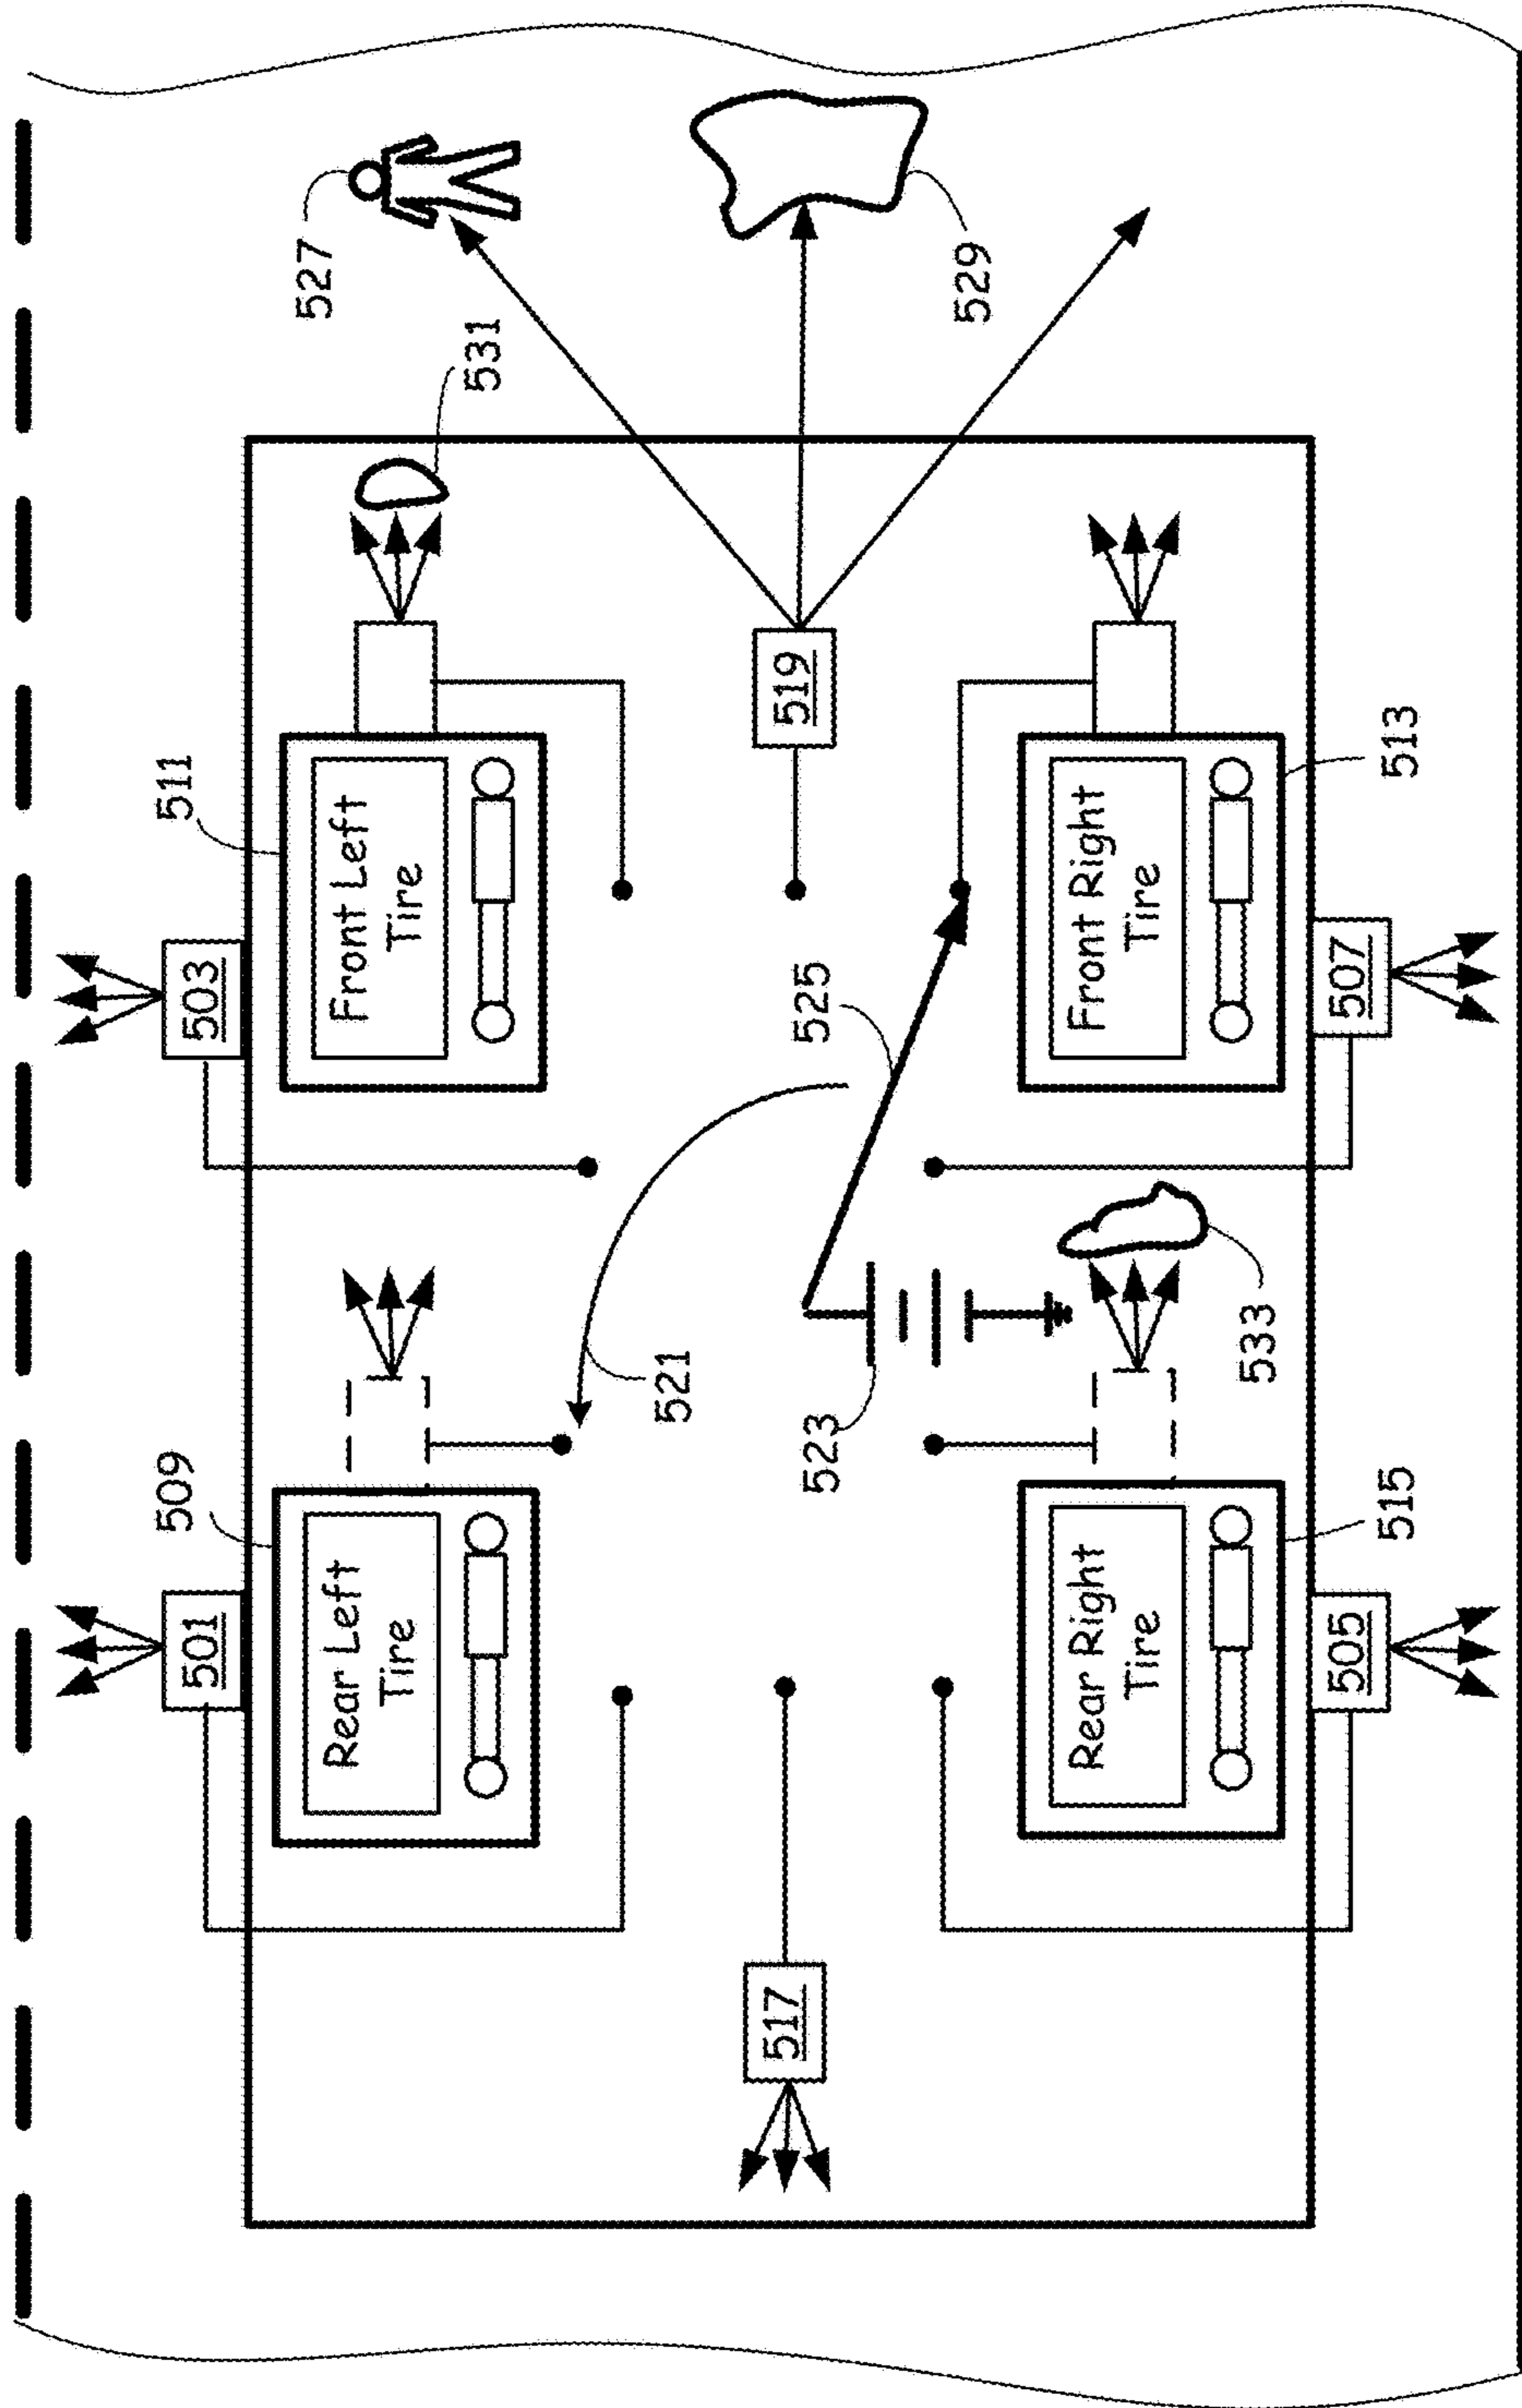 509
511
501
503
527
Rear Left
Tire
Front Left
Tire
531
521
517
519
523
525
529
Rear Right
Tire
Front Right
Tire
533
505
507
515
513